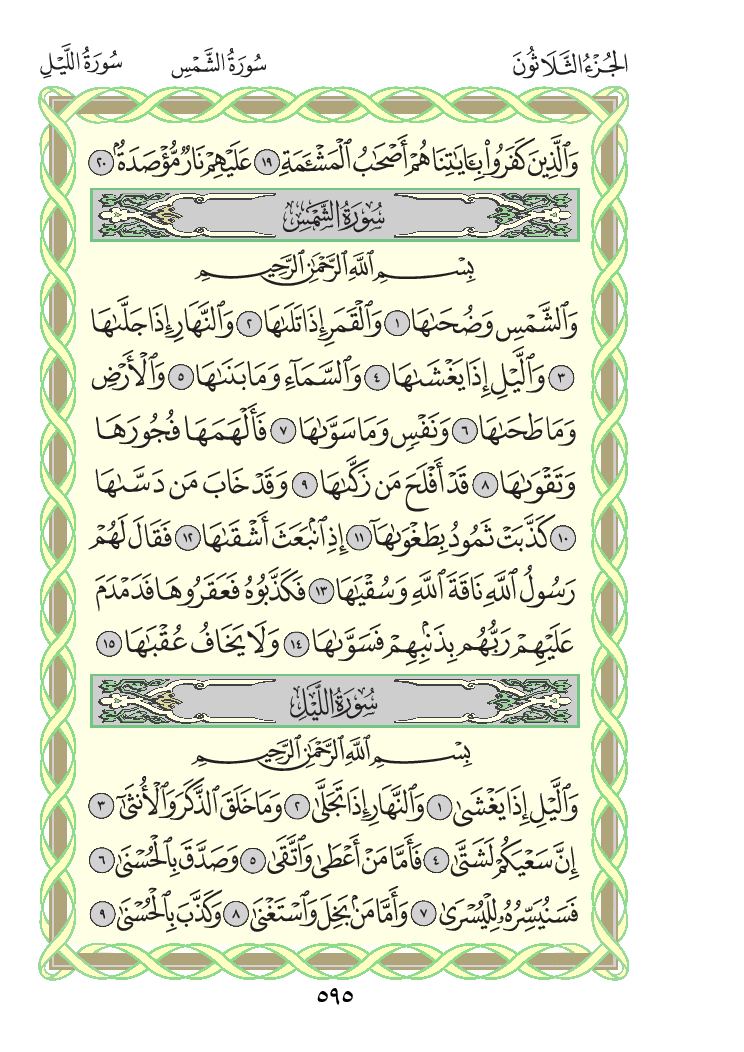 الجُزْءُ الثَّلَاثُونَ سُورَةُ الشَّمْسِ سُورَةُ اللَّيْلِ
وَٱلَّذِينَ كَفَرُوا۟ بِـَٔايَـٰتِنَا هُمْ أَصْحَـٰبُ ٱلْمَشْـَٔمَةِ ١٩ عَلَيْهِمْ نَارٌ مُّؤْصَدَةٌۢ ٢٠
سُورَةُ الشَّمْسِ
بِسْمِ ٱللَّهِ ٱلرَّحْمَـٰنِ ٱلرَّحِيمِ
وَٱلشَّمْسِ وَضُحَىٰهَا ١ وَٱلْقَمَرِ إِذَا تَلَىٰهَا ٢ وَٱلنَّهَارِ إِذَا جَلَّىٰهَا
٣ وَٱلَّيْلِ إِذَا يَغْشَىٰهَا ٤ وَٱلسَّمَآءِ وَمَا بَنَىٰهَا ٥ وَٱلْأَرْضِ
وَمَا طَحَىٰهَا ٦ وَنَفْسٍ وَمَا سَوَّىٰهَا ٧ فَأَلْهَمَهَا فُجُورَهَا
وَتَقْوَىٰهَا ٨ قَدْ أَفْلَحَ مَن زَكَّىٰهَا ٩ وَقَدْ خَابَ مَن دَسَّىٰهَا
١٠ كَذَّبَتْ ثَمُودُ بِطَغْوَىٰهَآ ١١ إِذِ ٱنۢبَعَثَ أَشْقَىٰهَا ١٢ فَقَالَ لَهُمْ
رَسُولُ ٱللَّهِ نَاقَةَ ٱللَّهِ وَسُقْيَـٰهَا ١٣ فَكَذَّبُوهُ فَعَقَرُوهَا فَدَمْدَمَ
عَلَيْهِمْ رَبُّهُم بِذَنۢبِهِمْ فَسَوَّىٰهَا ١٤ وَلَا يَخَافُ عُقْبَـٰهَا ١٥
سُورَةُ اللَّيْلِ
بِسْمِ ٱللَّهِ ٱلرَّحْمَـٰنِ ٱلرَّحِيمِ
وَٱلَّيْلِ إِذَا يَغْشَىٰ ١ وَٱلنَّهَارِ إِذَا تَجَلَّىٰ ٢ وَمَا خَلَقَ ٱلذَّكَرَ وَٱلْأُنثَىٰٓ ٣
إِنَّ سَعْيَكُمْ لَشَتَّىٰ ٤ فَأَمَّا مَنْ أَعْطَىٰ وَٱتَّقَىٰ ٥ وَصَدَّقَ بِٱلْحُسْنَىٰ ٦
فَسَنُيَسِّرُهُۥ لِلْيُسْرَىٰ ٧ وَأَمَّا مَنۢ بَخِلَ وَٱسْتَغْنَىٰ ٨ وَكَذَّبَ بِٱلْحُسْنَىٰ ٩
٥٩٥